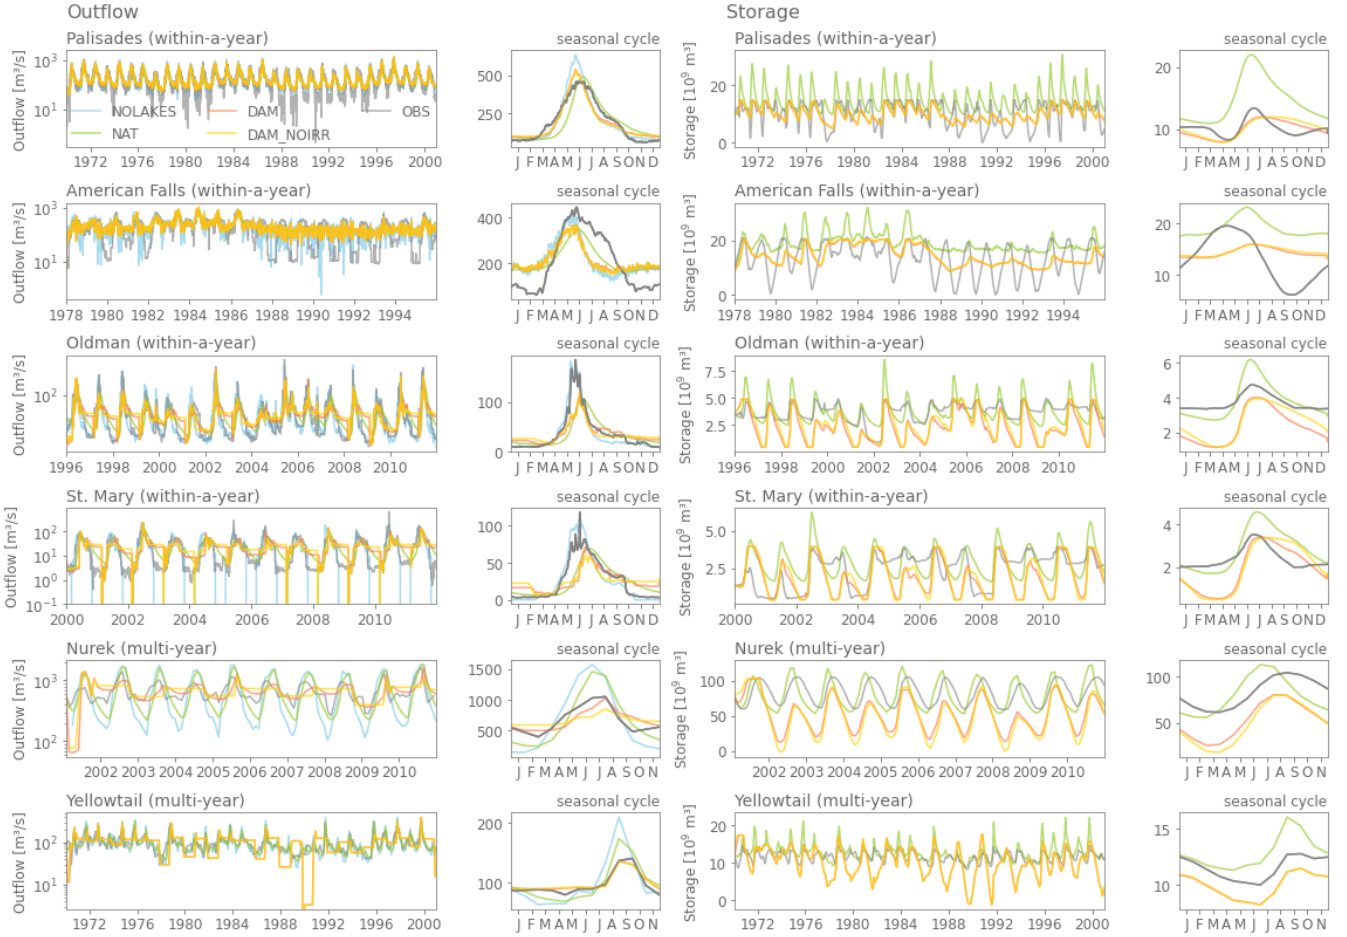 Outflow
Storage
Palisades (within-a-year)
seasonal cycle
Palisades (within-a-year)
seasonal cycle
Outflow [m³/s]
10³
10¹
NOLAKES
DAM
OBS
NAT
DAM_NOIRR
1972 1976 1980 1984 1988 1992 1996 2000
500
250
J F M A M J J A S O N D
Storage [10⁹ m³]
20
0
1972 1976 1980 1984 1988 1992 1996 2000
20
10
J F M A M J J A S O N D
American Falls (within-a-year)
seasonal cycle
American Falls (within-a-year)
seasonal cycle
Outflow [m³/s]
10³
10¹
1978 1980 1982 1984 1986 1988 1990 1992 1994
400
200
J F M A M J J A S O N D
Storage [10⁹ m³]
20
0
1978 1980 1982 1984 1986 1988 1990 1992 1994
20
10
J F M A M J J A S O N D
Oldman (within-a-year)
seasonal cycle
Oldman (within-a-year)
seasonal cycle
Outflow [m³/s]
10²
1996 1998 2000 2002 2004 2006 2008 2010
100
0
J F M A M J J A S O N D
Storage [10⁹ m³]
7.5
5.0
2.5
1996 1998 2000 2002 2004 2006 2008 2010
6
4
2
J F M A M J J A S O N D
St. Mary (within-a-year)
seasonal cycle
St. Mary (within-a-year)
seasonal cycle
Outflow [m³/s]
10²
10¹
10⁰
10⁻¹
2000 2002 2004 2006 2008 2010
100
50
0
J F M A M J J A S O N D
Storage [10⁹ m³]
5.0
2.5
2000 2002 2004 2006 2008 2010
4
2
J F M A M J J A S O N D
Nurek (multi-year)
seasonal cycle
Nurek (multi-year)
seasonal cycle
Outflow [m³/s]
10³
10²
2002 2003 2004 2005 2006 2007 2008 2009 2010
1500
1000
500
J F M A M J J A S O N
Storage [10⁹ m³]
100
50
0
2002 2003 2004 2005 2006 2007 2008 2009 2010
100
50
J F M A M J J A S O N
Yellowtail (multi-year)
seasonal cycle
Yellowtail (multi-year)
seasonal cycle
Outflow [m³/s]
10²
10¹
1972 1976 1980 1984 1988 1992 1996 2000
200
100
J F M A M J J A S O N D
Storage [10⁹ m³]
20
10
0
1972 1976 1980 1984 1988 1992 1996 2000
15
10
J F M A M J J A S O N D